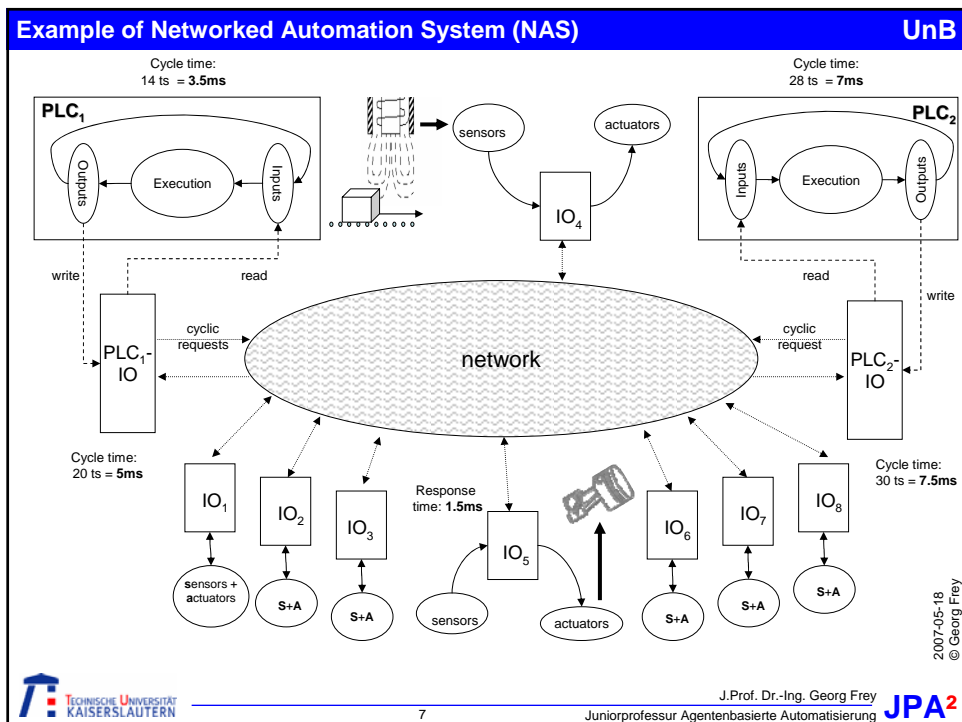 Example of Networked Automation System (NAS)
UnB
Cycle time:
14 ts = 3.5ms
PLC1
Outputs
Execution
Inputs
write
read
sensors
actuators
IO4
Cycle time:
28 ts = 7ms
PLC2
Inputs
Execution
Outputs
read
write
PLC1-
IO
cyclic
requests
network
cyclic
request
PLC2-
IO
Cycle time:
20 ts = 5ms
Response
time: 1.5ms
Cycle time:
30 ts = 7.5ms
IO1
IO2
IO3
IO5
IO6
IO7
IO8
sensors +
actuators
S+A
S+A
sensors
actuators
S+A
S+A
S+A
2007-05-18
© Georg Frey
TECHNISCHE UNIVERSITÄT
KAISERSLAUTERN
7
J.Prof. Dr.-Ing. Georg Frey
Juniorprofessur Agentenbasierte Automatisierung
JPA²